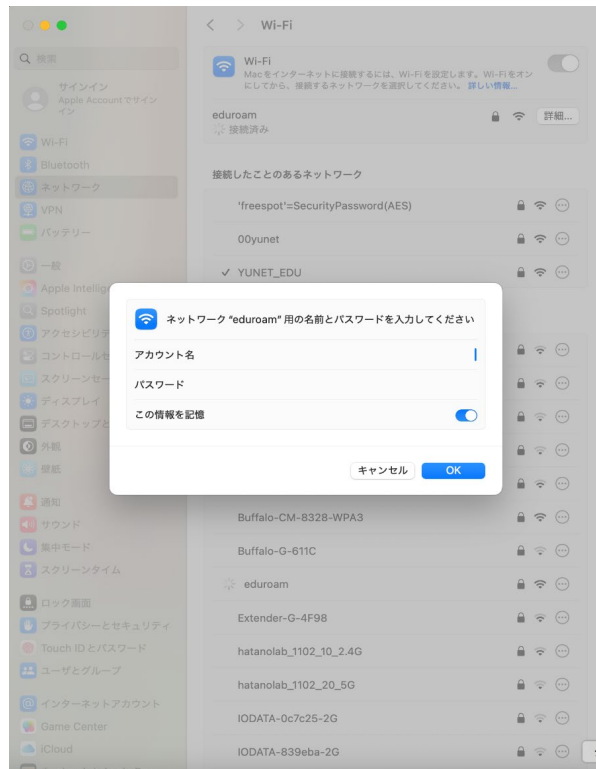 Wi-Fi
検索
サインイン
Apple Accountでサイン
イン
Wi-Fi
Bluetooth
ネットワーク
VPN
バッテリー
一般
Apple Intellig
Spotlight
アクセシビリテ
コントロールセ
スクリーンセー
ディスプレイ
デスクトップと
外観
壁紙
通知
サウンド
集中モード
スクリーンタイム
ロック画面
プライバシーとセキュリティ
Touch IDとパスワード
ユーザとグループ
インターネットアカウント
Game Center
iCloud
Wi-Fi
Macをインターネットに接続するには、Wi-Fiを設定します。Wi-Fiをオン
にしてから、接続するネットワークを選択してください。詳しい情報...
eduroam
接続済み
詳細...
接続したことのあるネットワーク
'freespot'=SecurityPassword(AES)
00yunet
YUNET_EDU
ネットワーク“eduroam”用の名前とパスワードを入力してください
アカウント名
パスワード
この情報を記憶
キャンセル
OK
Buffalo-CM-8328-WPA3
Buffalo-G-611C
eduroam
Extender-G-4F98
hatanolab_1102_10_2.4G
hatanolab_1102_20_5G
IODATA-0c7c25-2G
IODATA-839eba-2G